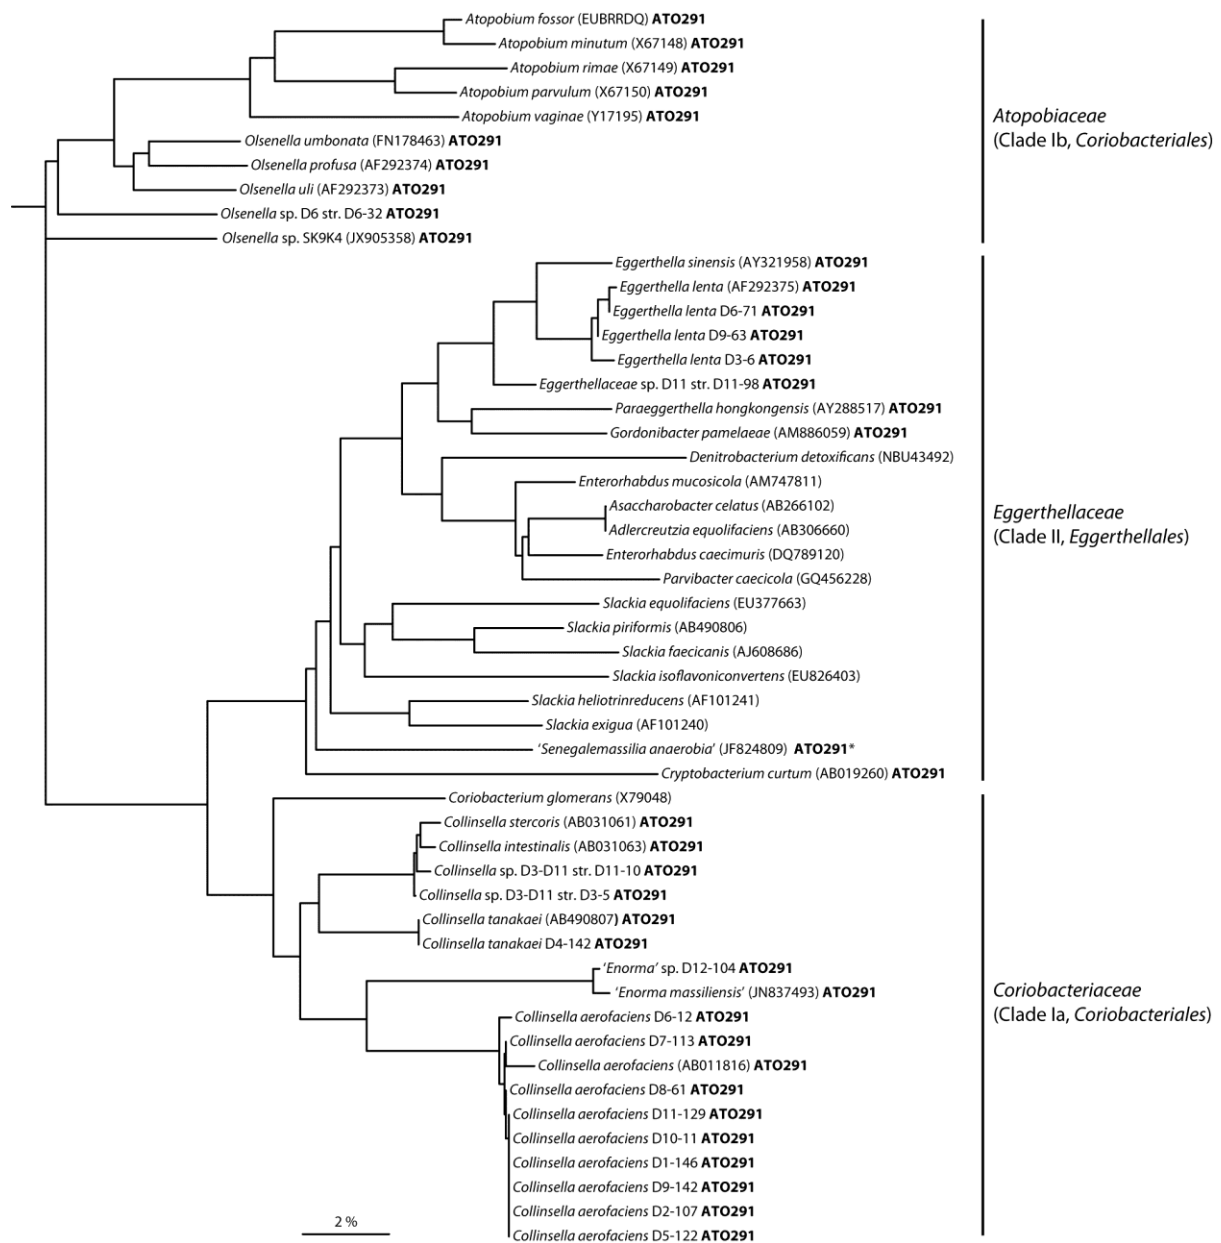 Atopobium fossor (EUBRRDQ) ATO291
Atopobium minutum (X67148) ATO291
Atopobium rimae (X67149) ATO291
Atopobium parvulum (X67150) ATO291
Atopobium vaginae (Y17195) ATO291
Olsenella umbonata (FN178463) ATO291
Olsenella profusa (AF292374) ATO291
Olsenella uli (AF292373) ATO291
Olsenella sp. D6 str. D6-32 ATO291
Olsenella sp. SK9K4 (JX905358) ATO291
Atopobiaceae
(Clade Ib, Coriobacteriales)
Eggerthella sinensis (AY321958) ATO291
Eggerthella lenta (AF292375) ATO291
Eggerthella lenta D6-71 ATO291
Eggerthella lenta D9-63 ATO291
Eggerthella lenta D3-6 ATO291
Eggerthellaceae sp. D11 str. D11-98 ATO291
Paraeggerthella hongkongensis (AY288517) ATO291
Gordonibacter pamelaeae (AM886059) ATO291
Denitrobacterium detoxificans (NBU43492)
Enterorhabdus mucosicola (AM747811)
Asaccharobacter celatus (AB266102)
Adlercreutzia equolifaciens (AB306660)
Enterorhabdus caecimuris (DQ789120)
Parvibacter caecicola (GQ456228)
Slackia equolifaciens (EU377663)
Slackia piriformis (AB490806)
Slackia faecicanis (AJ608686)
Slackia isoflavoniconvertens (EU826403)
Slackia heliotrinreducens (AF101241)
Slackia exigua (AF101240)
‘Senegalemassilia anaerobia’ (JF824809) ATO291*
Cryptobacterium curtum (AB019260) ATO291
Eggerthellaceae
(Clade II, Eggerthellales)
Coriobacterium glomerans (X79048)
Collinsella stercoris (AB031061) ATO291
Collinsella intestinalis (AB031063) ATO291
Collinsella sp. D3-D11 str. D11-10 ATO291
Collinsella sp. D3-D11 str. D3-5 ATO291
Collinsella tanakaei (AB490807) ATO291
Collinsella tanakaei D4-142 ATO291
‘Enorma’ sp. D12-104 ATO291
‘Enorma massiliensis’ (JN837493) ATO291
Collinsella aerofaciens D6-12 ATO291
Collinsella aerofaciens D7-113 ATO291
Collinsella aerofaciens (AB011816) ATO291
Collinsella aerofaciens D8-61 ATO291
Collinsella aerofaciens D11-129 ATO291
Collinsella aerofaciens D10-11 ATO291
Collinsella aerofaciens D1-146 ATO291
Collinsella aerofaciens D9-142 ATO291
Collinsella aerofaciens D2-107 ATO291
Collinsella aerofaciens D5-122 ATO291
Coriobacteriaceae
(Clade Ia, Coriobacteriales)
2 %